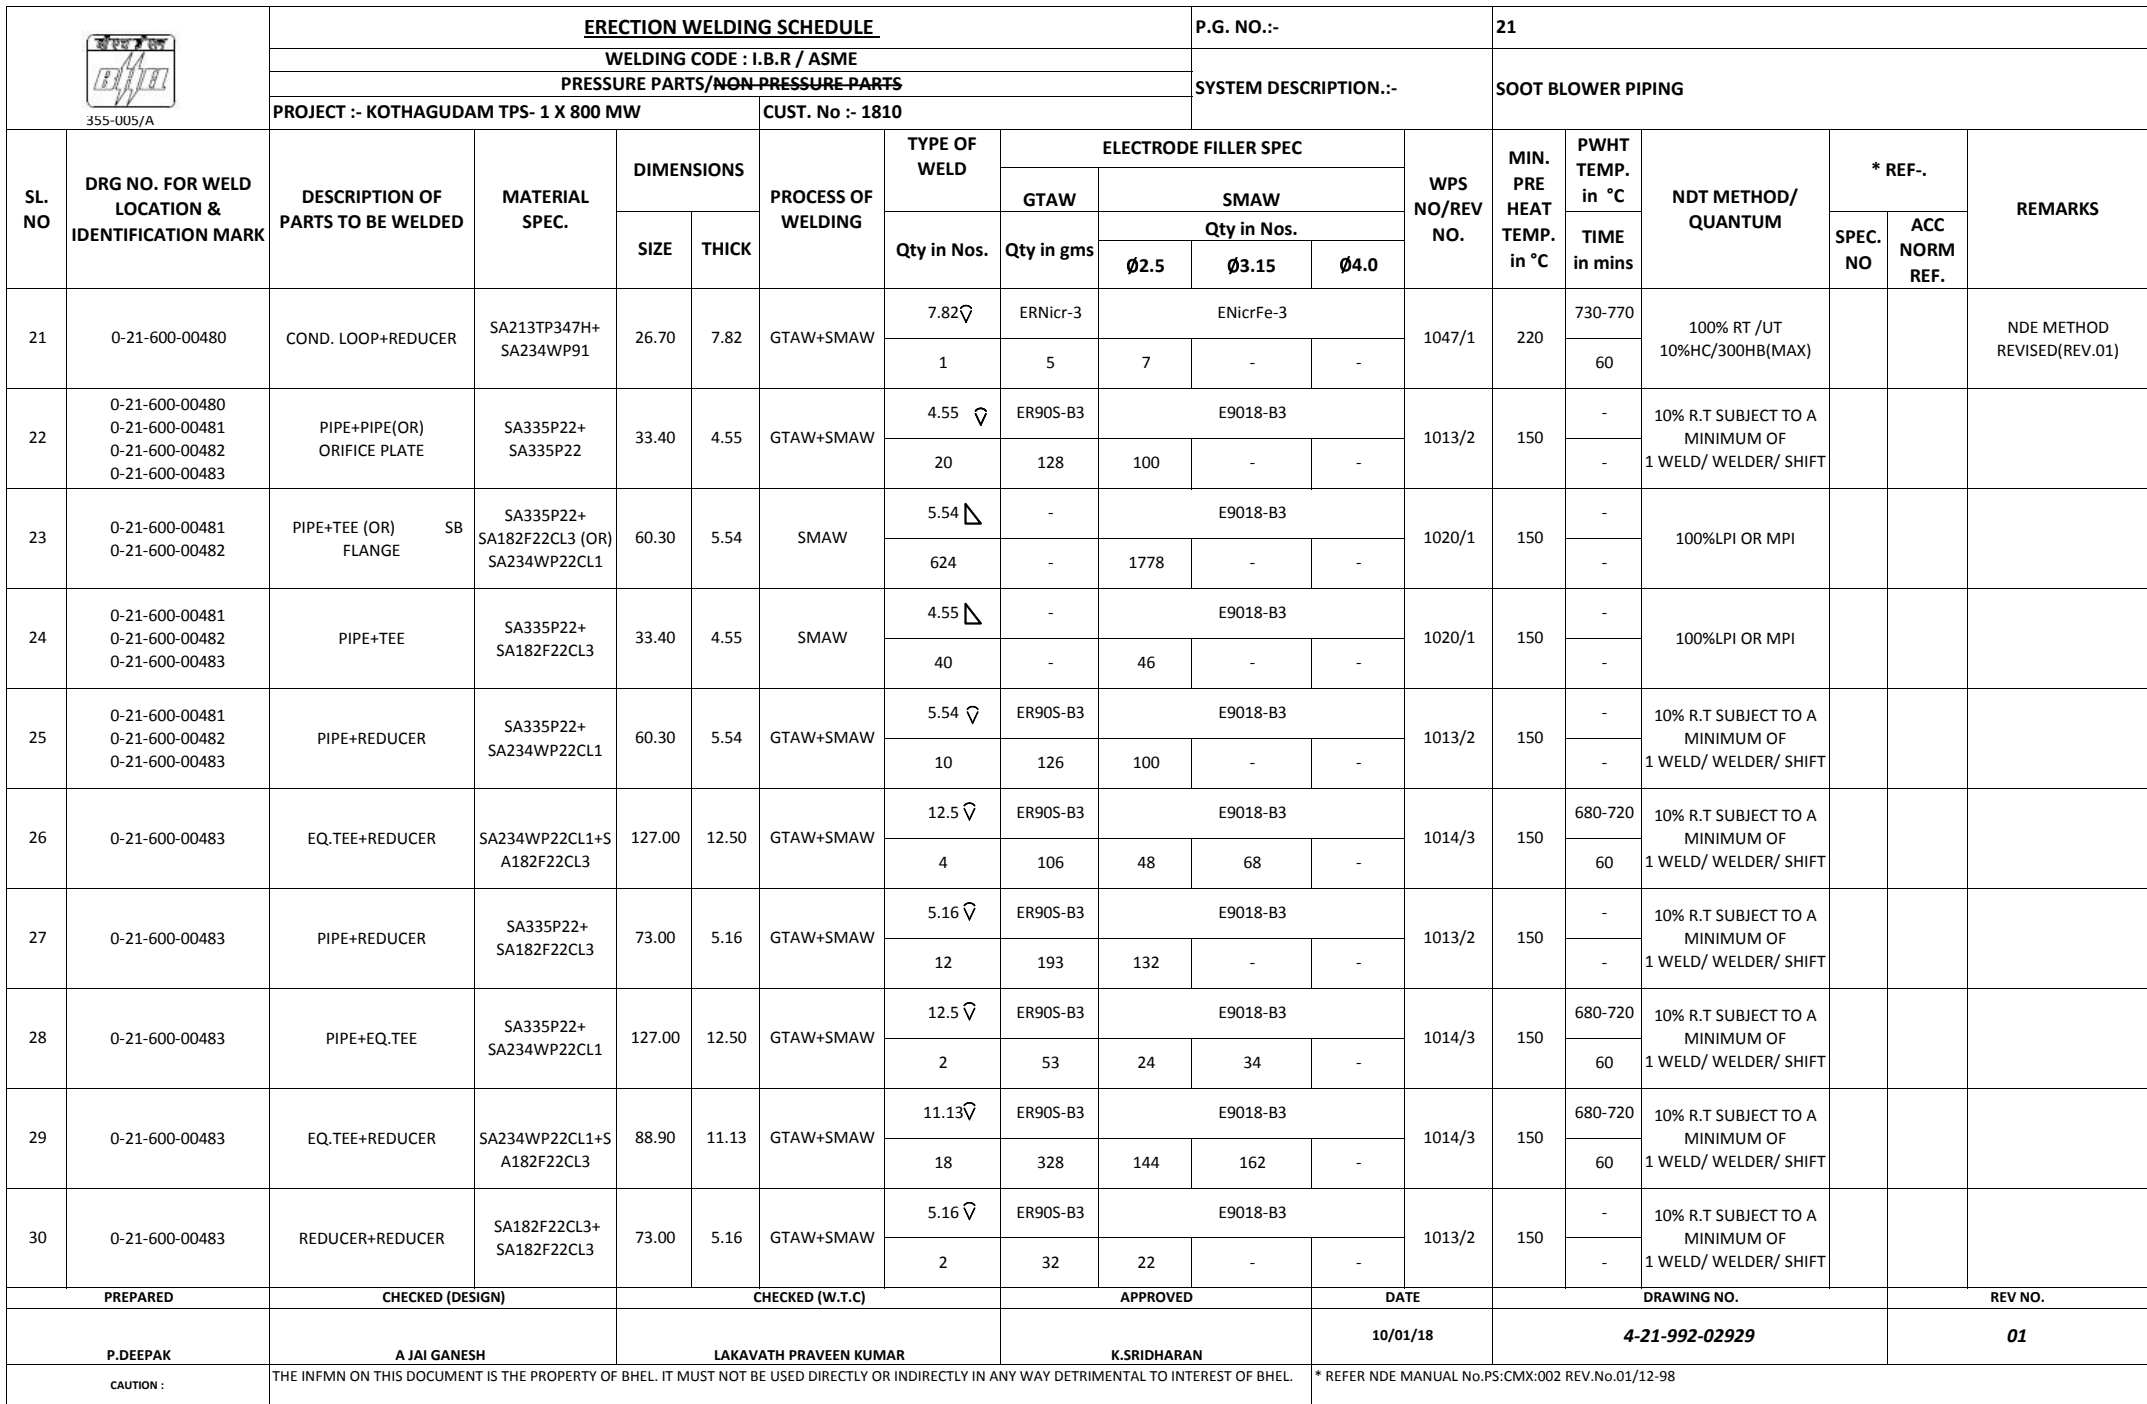 बीएचईएल
BHEL
355-005/A
ERECTION WELDING SCHEDULE
WELDING CODE : I.B.R / ASME
PRESSURE PARTS/NON PRESSURE PARTS
PROJECT :- KOTHAGUDAM TPS- 1 X 800 MW CUST. No :- 1810
P.G. NO.:- 21
SYSTEM DESCRIPTION.:- SOOT BLOWER PIPING
SL. NO
DRG NO. FOR WELD LOCATION & IDENTIFICATION MARK
DESCRIPTION OF PARTS TO BE WELDED
MATERIAL SPEC.
DIMENSIONS
SIZE THICK
PROCESS OF WELDING
TYPE OF WELD
Qty in Nos.
ELECTRODE FILLER SPEC
GTAW SMAW
Qty in gms Qty in Nos.
Ø2.5 Ø3.15 Ø4.0
WPS NO/REV NO.
MIN. PRE HEAT TEMP. in °C
PWHT TEMP. in °C
TIME in mins
NDT METHOD/ QUANTUM
* REF-.
SPEC. NO
ACC NORM REF.
REMARKS
21 0-21-600-00480 COND. LOOP+REDUCER SA213TP347H+ SA234WP91 26.70 7.82 GTAW+SMAW 7.82 ERNicr-3 ENicrFe-3 1047/1 220 730-770 100% RT /UT 10%HC/300HB(MAX) NDE METHOD REVISED(REV.01)
1 5 7 - - 60
22 0-21-600-00480 0-21-600-00481 0-21-600-00482 0-21-600-00483 PIPE+PIPE(OR) ORIFICE PLATE SA335P22+ SA335P22 33.40 4.55 GTAW+SMAW 4.55 ER90S-B3 E9018-B3 1013/2 150 - 10% R.T SUBJECT TO A MINIMUM OF 1 WELD/ WELDER/ SHIFT
20 128 100 - - -
23 0-21-600-00481 0-21-600-00482 PIPE+TEE (OR) SB FLANGE SA335P22+ SA182F22CL3 (OR) SA234WP22CL1 60.30 5.54 SMAW 5.54 - E9018-B3 1020/1 150 - 100%LPI OR MPI
624 - 1778 - - -
24 0-21-600-00481 0-21-600-00482 0-21-600-00483 PIPE+TEE SA335P22+ SA182F22CL3 33.40 4.55 SMAW 4.55 - E9018-B3 1020/1 150 - 100%LPI OR MPI
40 - 46 - - -
25 0-21-600-00481 0-21-600-00482 0-21-600-00483 PIPE+REDUCER SA335P22+ SA234WP22CL1 60.30 5.54 GTAW+SMAW 5.54 ER90S-B3 E9018-B3 1013/2 150 - 10% R.T SUBJECT TO A MINIMUM OF 1 WELD/ WELDER/ SHIFT
10 126 100 - - -
26 0-21-600-00483 EQ.TEE+REDUCER SA234WP22CL1+S A182F22CL3 127.00 12.50 GTAW+SMAW 12.5 ER90S-B3 E9018-B3 1014/3 150 680-720 10% R.T SUBJECT TO A MINIMUM OF 1 WELD/ WELDER/ SHIFT
4 106 48 68 - 60
27 0-21-600-00483 PIPE+REDUCER SA335P22+ SA182F22CL3 73.00 5.16 GTAW+SMAW 5.16 ER90S-B3 E9018-B3 1013/2 150 - 10% R.T SUBJECT TO A MINIMUM OF 1 WELD/ WELDER/ SHIFT
12 193 132 - - -
28 0-21-600-00483 PIPE+EQ.TEE SA335P22+ SA234WP22CL1 127.00 12.50 GTAW+SMAW 12.5 ER90S-B3 E9018-B3 1014/3 150 680-720 10% R.T SUBJECT TO A MINIMUM OF 1 WELD/ WELDER/ SHIFT
2 53 24 34 - 60
29 0-21-600-00483 EQ.TEE+REDUCER SA234WP22CL1+S A182F22CL3 88.90 11.13 GTAW+SMAW 11.13 ER90S-B3 E9018-B3 1014/3 150 680-720 10% R.T SUBJECT TO A MINIMUM OF 1 WELD/ WELDER/ SHIFT
18 328 144 162 - 60
30 0-21-600-00483 REDUCER+REDUCER SA182F22CL3+ SA182F22CL3 73.00 5.16 GTAW+SMAW 5.16 ER90S-B3 E9018-B3 1013/2 150 - 10% R.T SUBJECT TO A MINIMUM OF 1 WELD/ WELDER/ SHIFT
2 32 22 - - -
PREPARED CHECKED (DESIGN) CHECKED (W.T.C) APPROVED DATE DRAWING NO. REV NO.
P.DEEPAK A JAI GANESH LAKAVATH PRAVEEN KUMAR K.SRIDHARAN 10/01/18 4-21-992-02929 01
CAUTION : THE INFMN ON THIS DOCUMENT IS THE PROPERTY OF BHEL. IT MUST NOT BE USED DIRECTLY OR INDIRECTLY IN ANY WAY DETRIMENTAL TO INTEREST OF BHEL. * REFER NDE MANUAL No.PS:CMX:002 REV.No.01/12-98